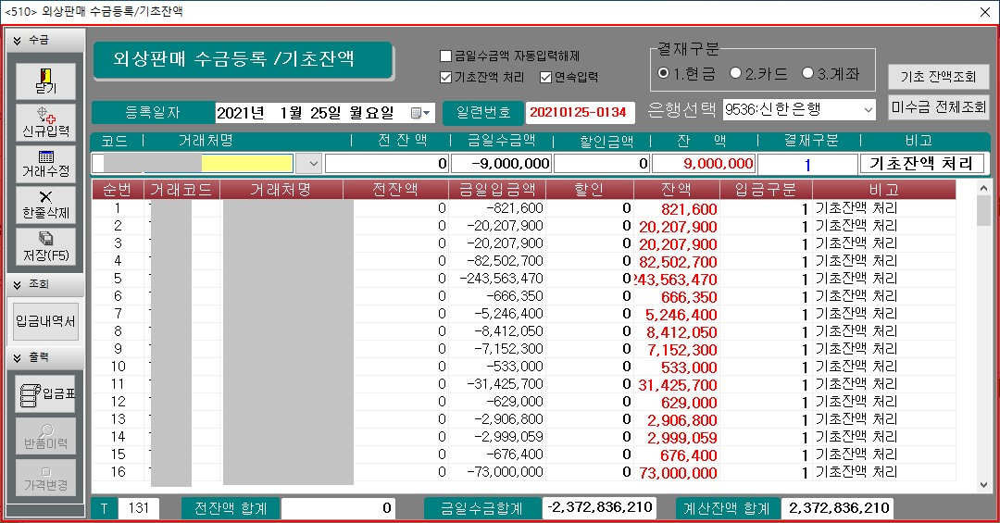 <510> 외상판매 수금등록/기초잔액
수금
닫기
신규입력
거래수정
한줄삭제
저장(F5)
조회
입금내역서
출력
입금표
반품이력
가격변경
외상판매 수금등록 /기초잔액
금일수금액 자동입력해제
기초잔액 처리 연속입력
결재구분
1.현금 2.카드 3.계좌
기초 잔액조회
미수금 전체조회
등록일자 2021년 1월 25일 월요일 일련번호 20210125-0134 은행선택 9536:신한은행
코드 거래처명 전 잔 액 금일수금액 할인금액 잔 액 결재구분 비고
0 -9,000,000 0 9,000,000 1 기초잔액 처리
순번 거래코드 거래처명 전잔액 금일입금액 할인 잔액 입금구분 비고
1 0 -821,600 0 821,600 1 기초잔액 처리
2 0 -20,207,900 0 20,207,900 1 기초잔액 처리
3 0 -20,207,900 0 20,207,900 1 기초잔액 처리
4 0 -82,502,700 0 82,502,700 1 기초잔액 처리
5 0 -243,563,470 0 243,563,470 1 기초잔액 처리
6 0 -666,350 0 666,350 1 기초잔액 처리
7 0 -5,246,400 0 5,246,400 1 기초잔액 처리
8 0 -8,412,050 0 8,412,050 1 기초잔액 처리
9 0 -7,152,300 0 7,152,300 1 기초잔액 처리
10 0 -533,000 0 533,000 1 기초잔액 처리
11 0 -31,425,700 0 31,425,700 1 기초잔액 처리
12 0 -629,000 0 629,000 1 기초잔액 처리
13 0 -2,906,800 0 2,906,800 1 기초잔액 처리
14 0 -2,999,059 0 2,999,059 1 기초잔액 처리
15 0 -676,400 0 676,400 1 기초잔액 처리
16 0 -73,000,000 0 73,000,000 1 기초잔액 처리
T 131 전잔액 합계 0 금일수금합계 -2,372,836,210 계산잔액 합계 2,372,836,210